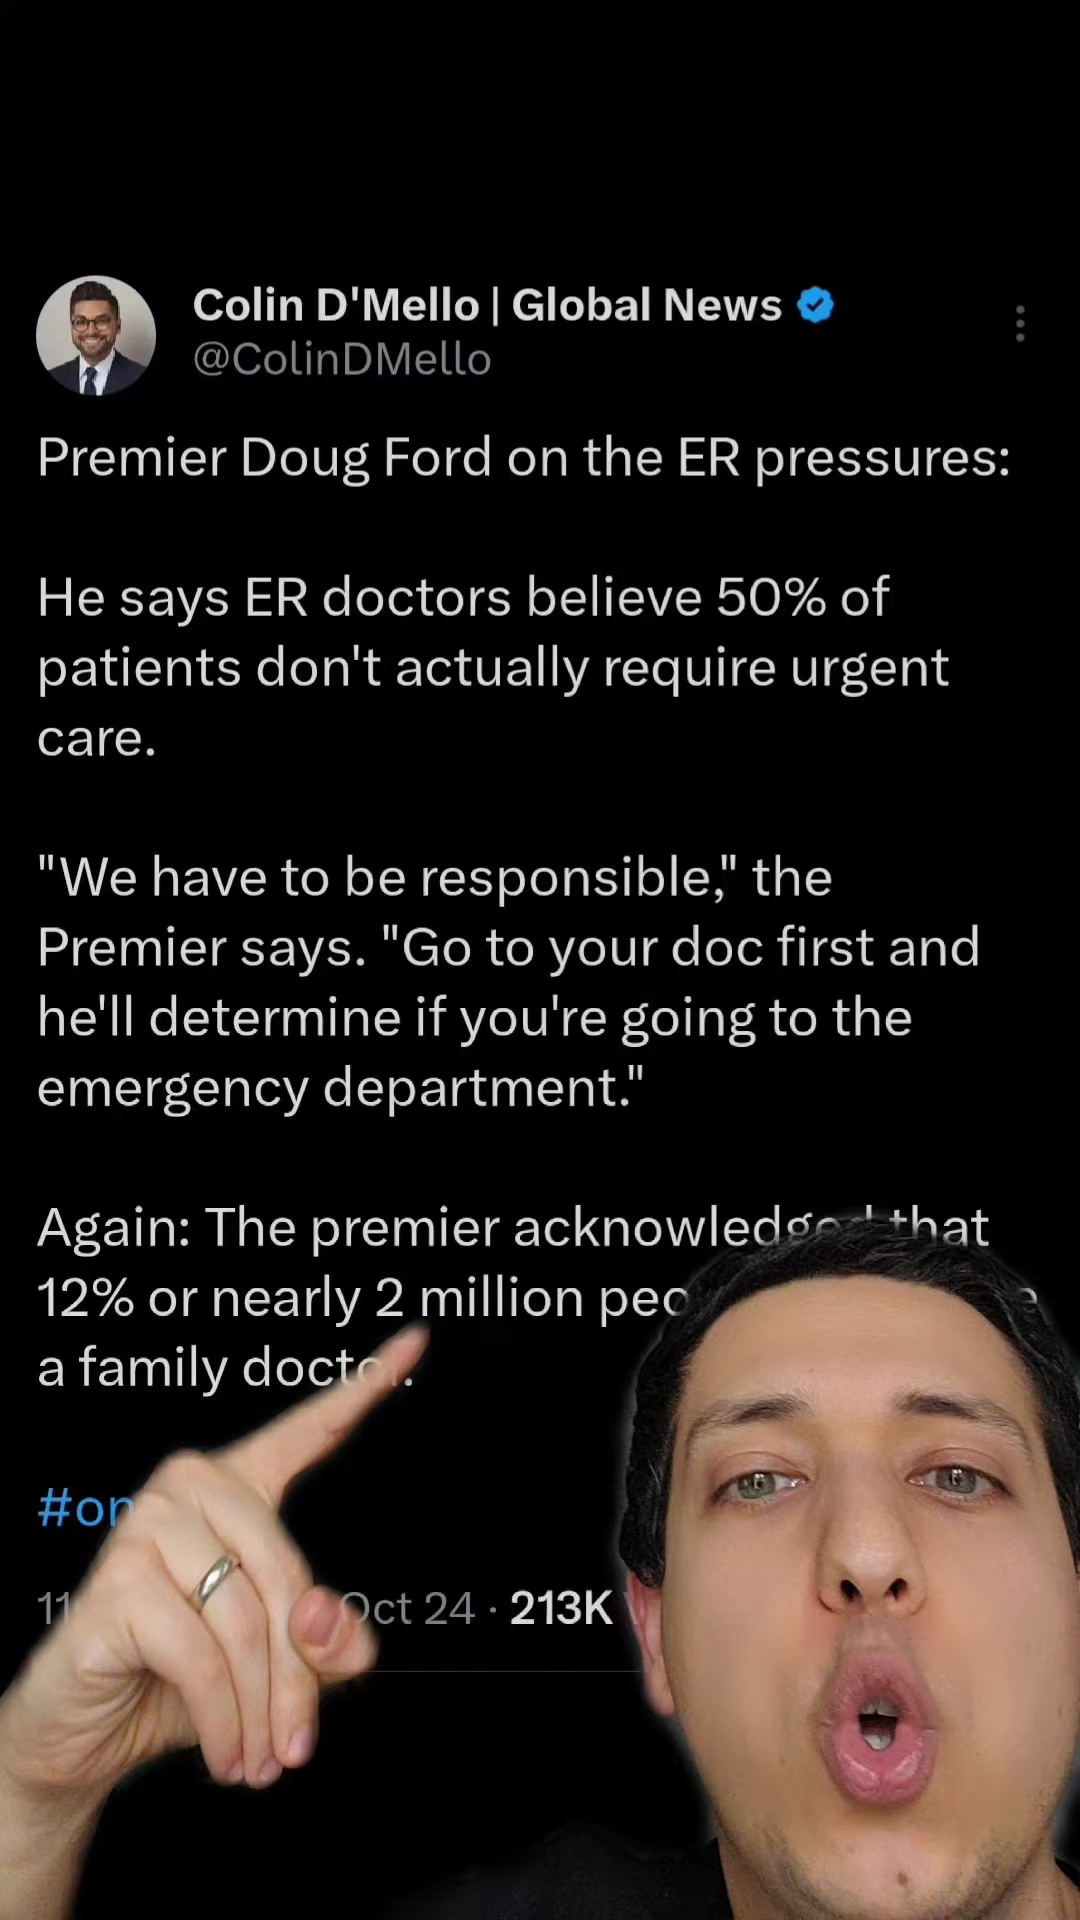 Colin D'Mello | Global News
@ColinDMello
Premier Doug Ford on the ER pressures:
He says ER doctors believe 50% of
patients don't actually require urgent
care.
"We have to be responsible," the
Premier says. "Go to your doc first and
he'll determine if you're going to the
emergency department."
Again: The premier acknowledged that
12% or nearly 2 million
a family doctor.
Oct 24 · 213K